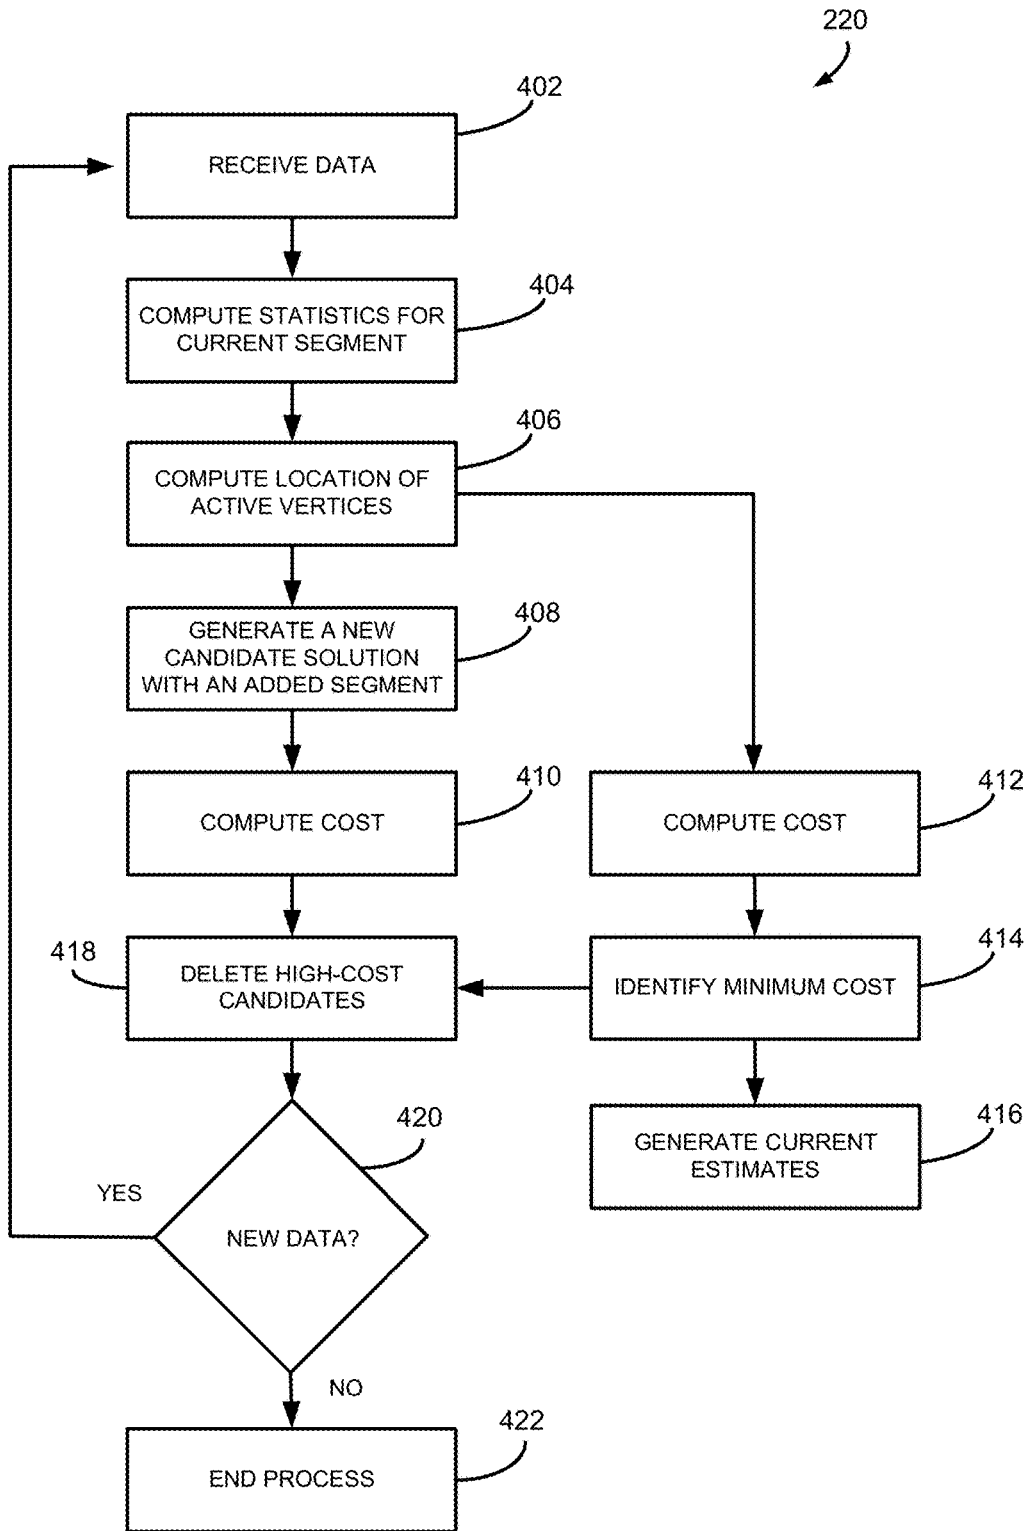 220
402
RECEIVE DATA
404
COMPUTE STATISTICS FOR
CURRENT SEGMENT
406
COMPUTE LOCATION OF
ACTIVE VERTICES
408
GENERATE A NEW
CANDIDATE SOLUTION
WITH AN ADDED SEGMENT
410
COMPUTE COST
412
COMPUTE COST
418
DELETE HIGH-COST
CANDIDATES
414
IDENTIFY MINIMUM COST
420
416
GENERATE CURRENT
ESTIMATES
YES
NEW DATA?
NO
422
END PROCESS